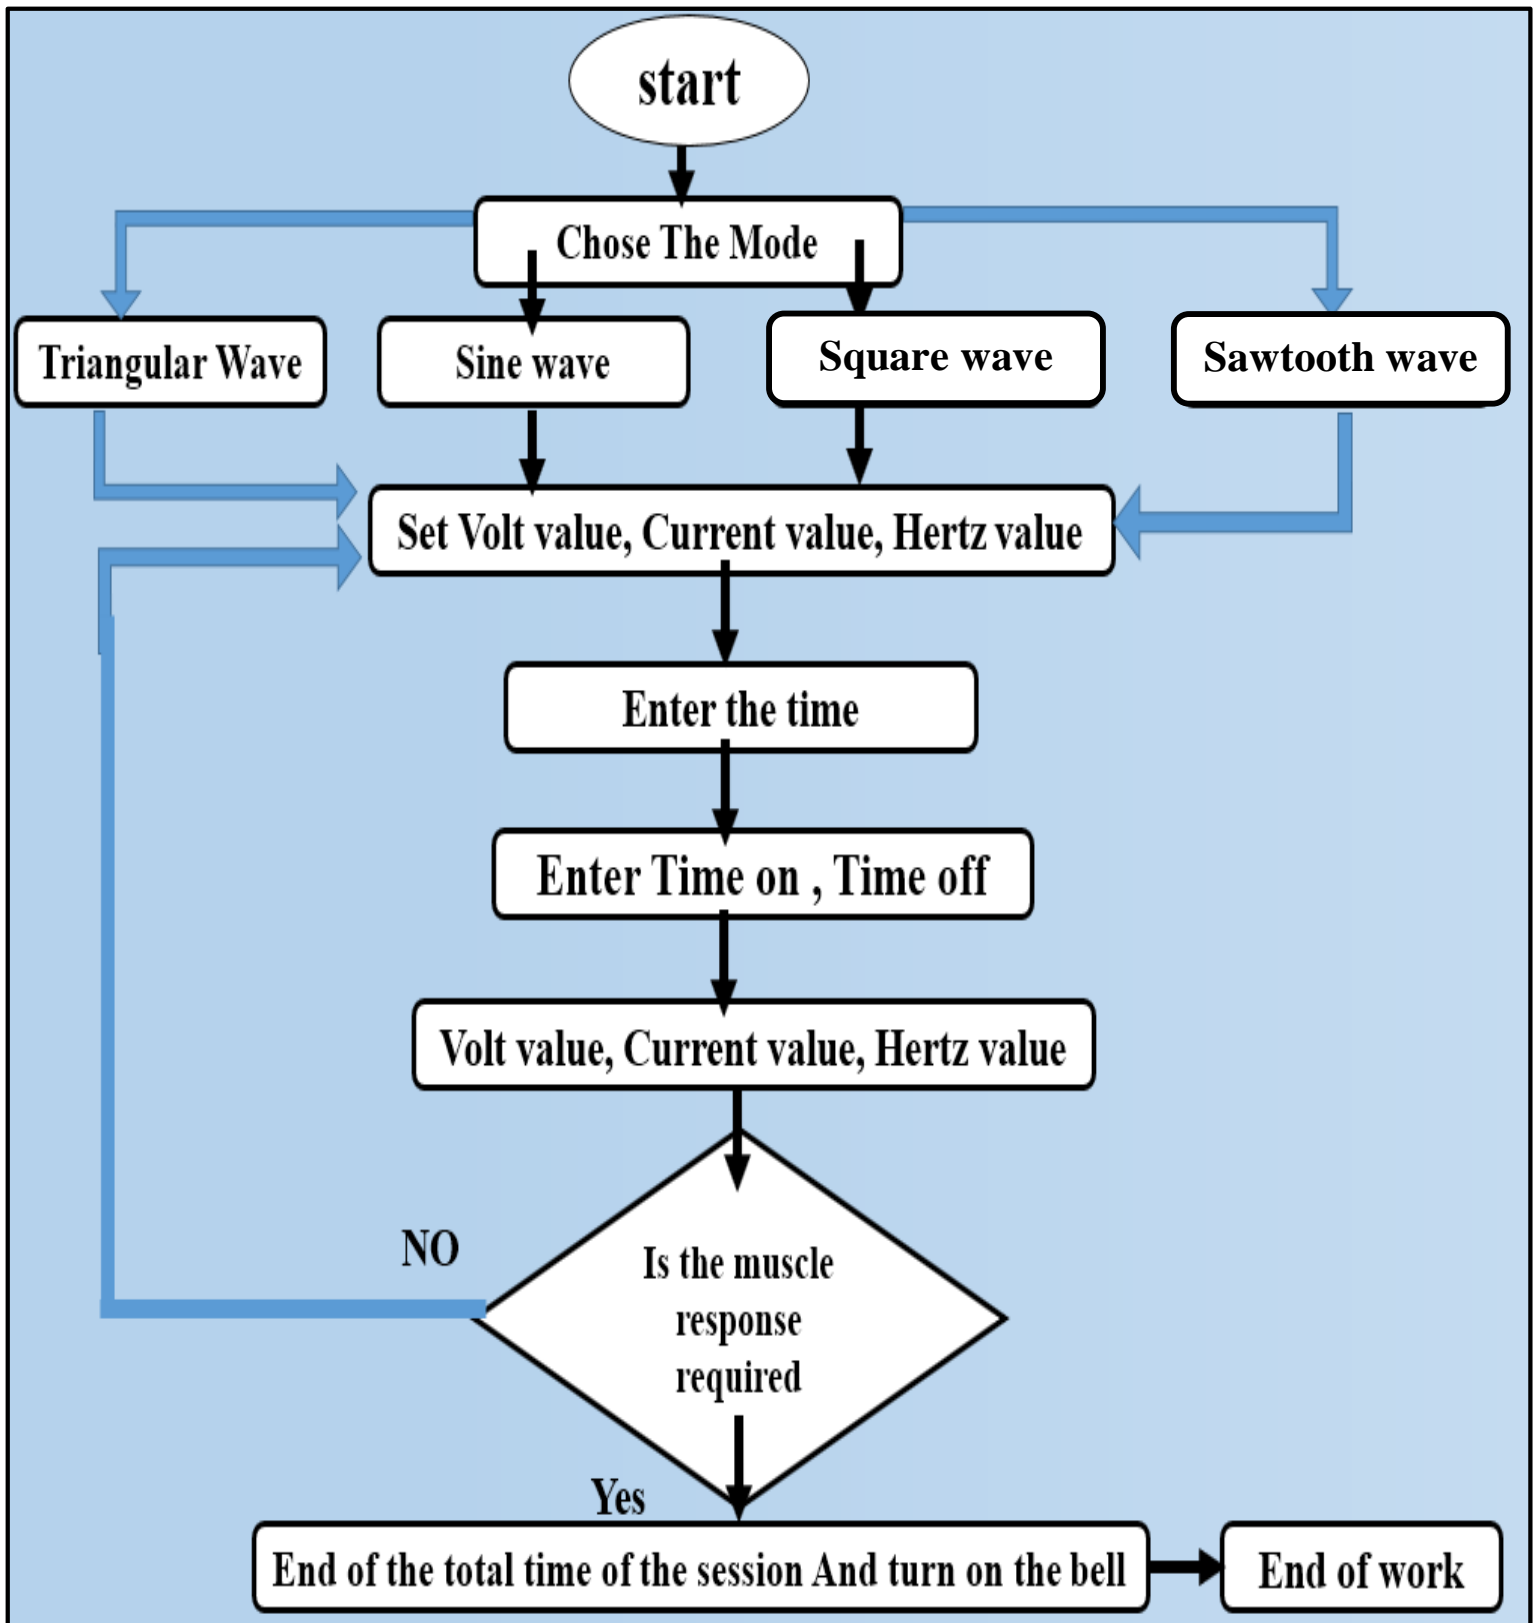 start
Chose The Mode
Triangular Wave
Sine wave
Square wave
Sawtooth wave
Set Volt value, Current value, Hertz value
Enter the time
Enter Time on , Time off
Volt value, Current value, Hertz value
NO
Is the muscle
response
required
Yes
End of the total time of the session And turn on the bell
End of work